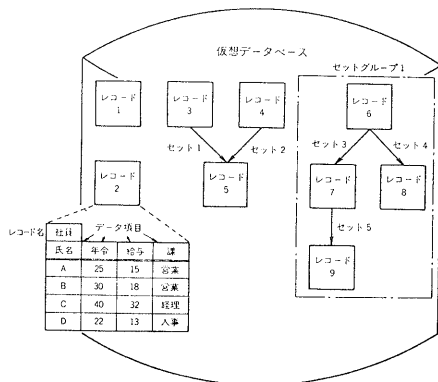 仮想データベース
セットグループ1
レコード
1
レコード
3
レコード
4
レコード
6
セット1
セット2
セット3
セット4
レコード
2
レコード
5
レコード
7
レコード
8
セット5
レコード
9
レコード名 社員 データ項目
氏名 年令 給与 課
A 25 15 営業
B 30 18 営業
C 40 32 経理
D 22 13 人事